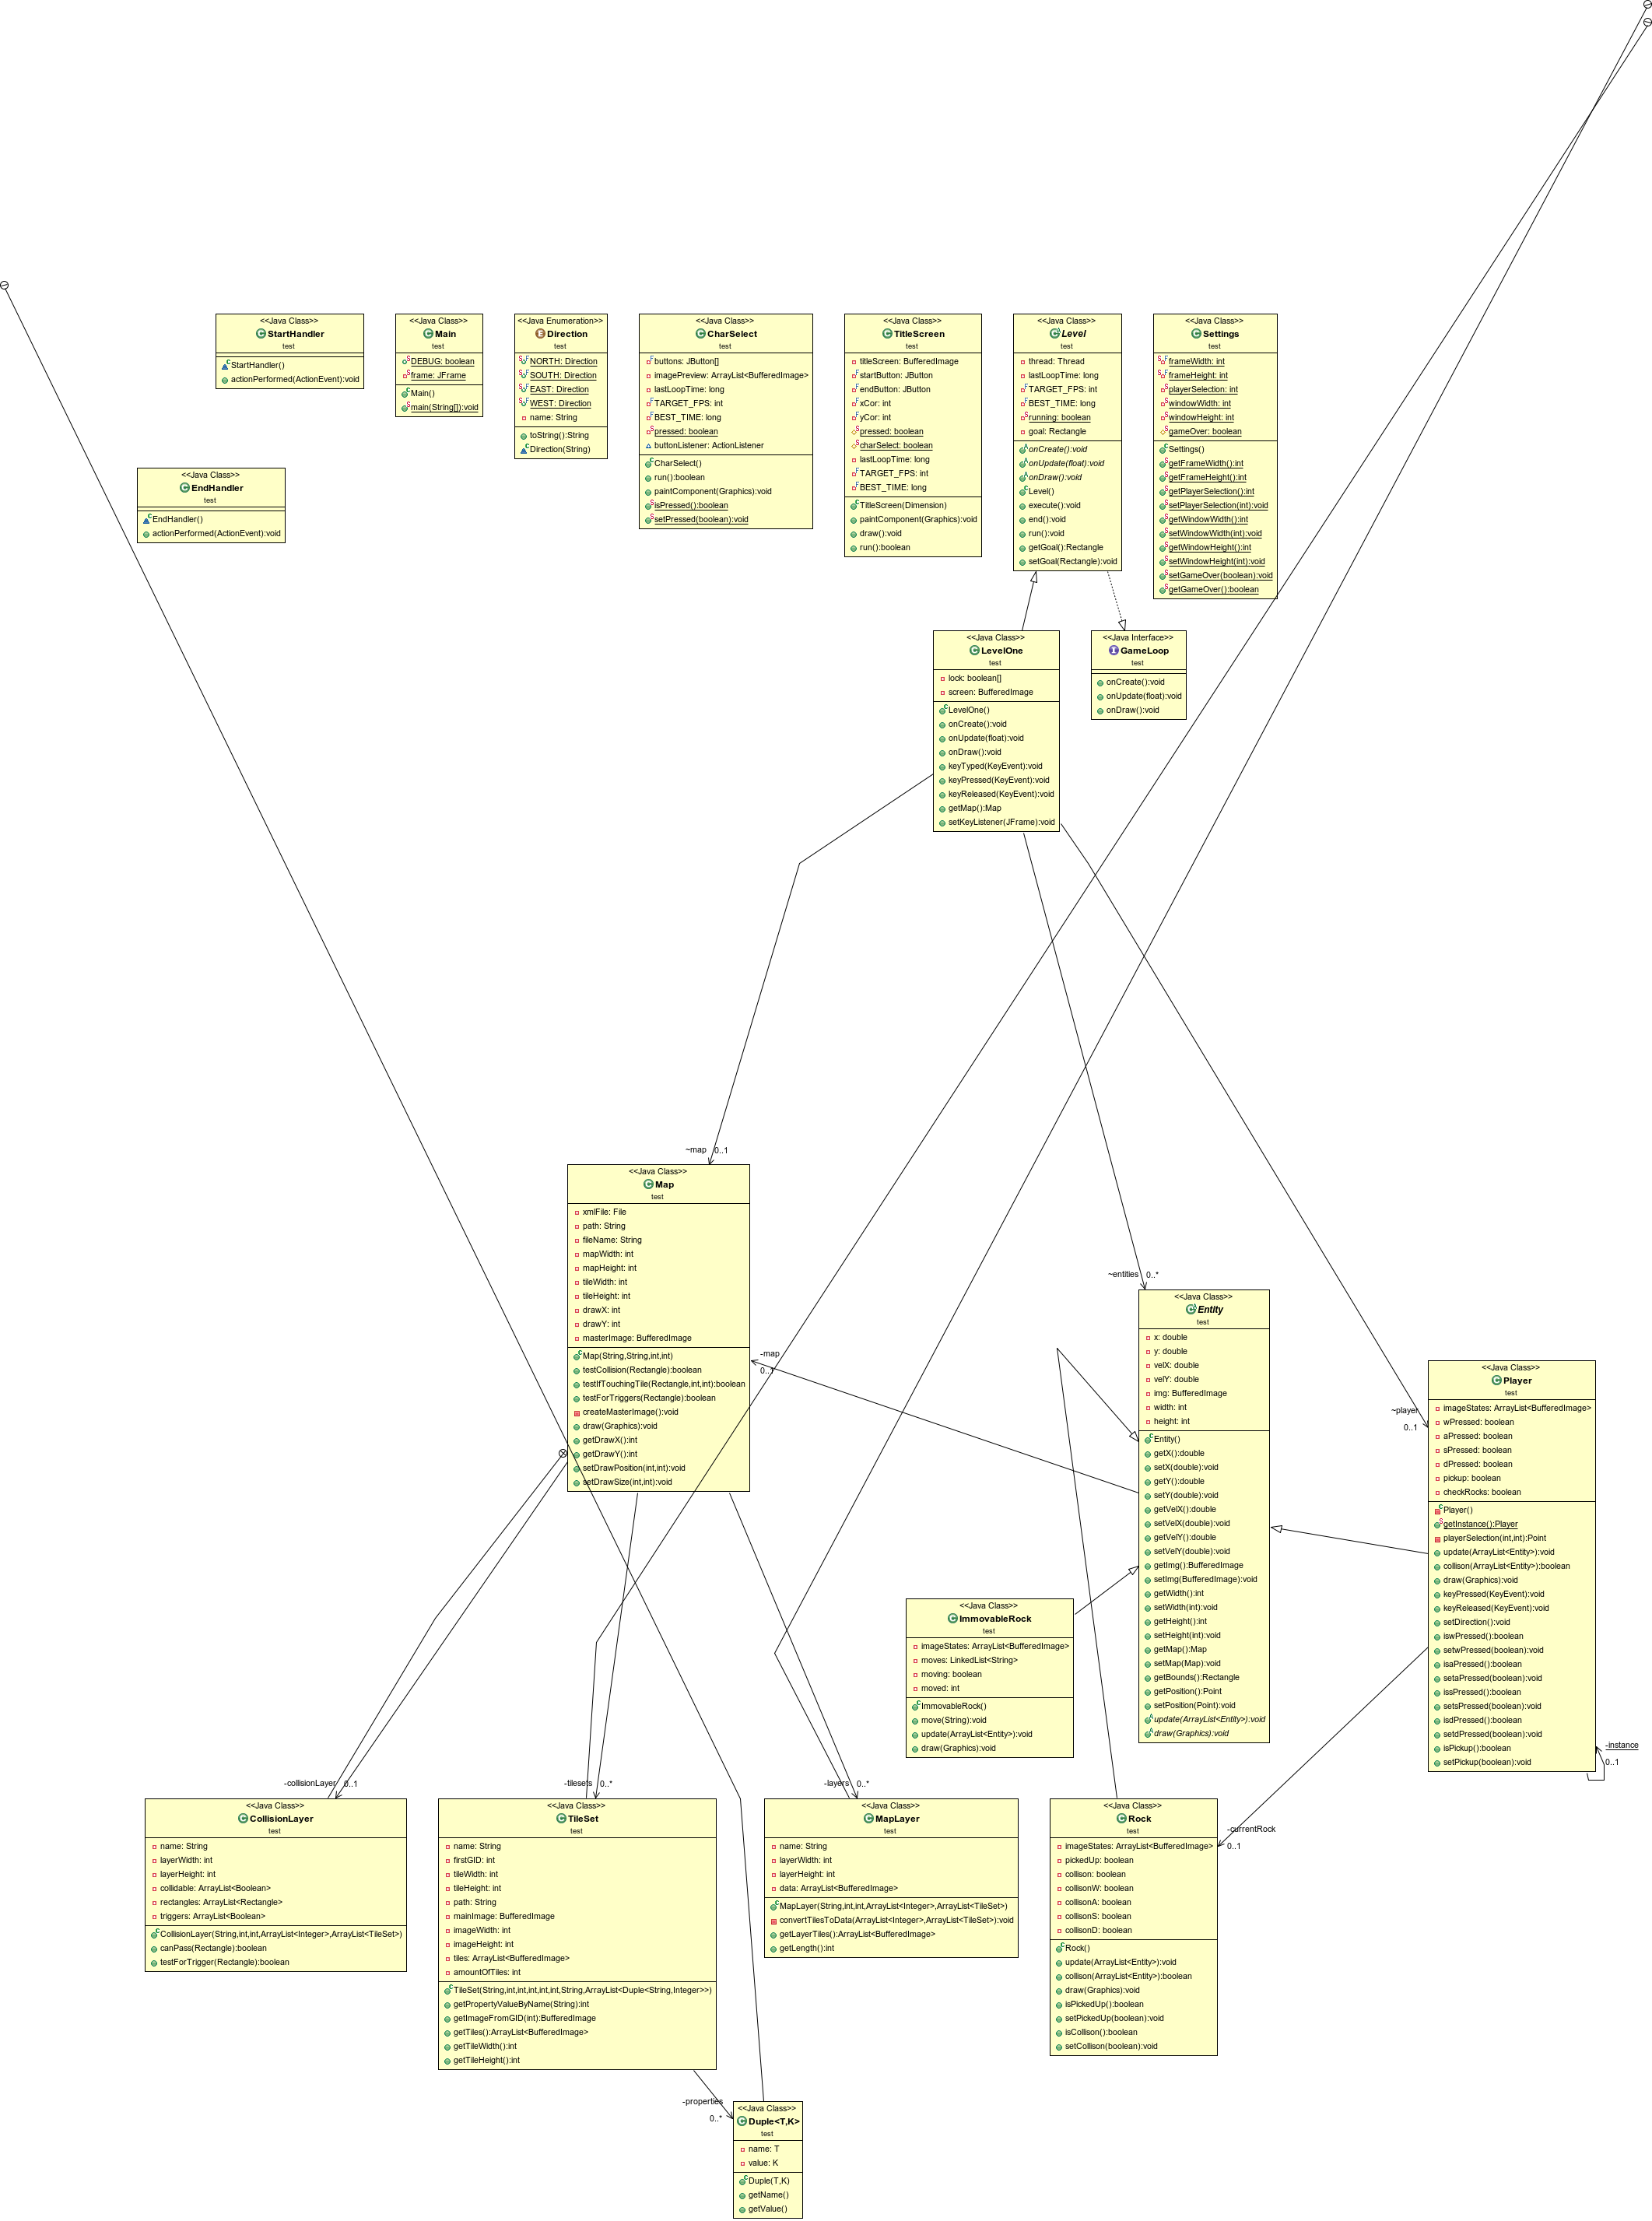 <<Java Class>>
StartHandler
test
StartHandler()
actionPerformed(ActionEvent):void
<<Java Class>>
Main
test
DEBUG: boolean
frame: JFrame
Main()
main(String[]):void
<<Java Enumeration>>
Direction
test
NORTH: Direction
SOUTH: Direction
EAST: Direction
WEST: Direction
name: String
toString():String
Direction(String)
<<Java Class>>
CharSelect
test
buttons: JButton[]
imagePreview: ArrayList<BufferedImage>
lastLoopTime: long
TARGET_FPS: int
BEST_TIME: long
pressed: boolean
buttonListener: ActionListener
CharSelect()
run():boolean
paintComponent(Graphics):void
isPressed():boolean
setPressed(boolean):void
<<Java Class>>
TitleScreen
test
titleScreen: BufferedImage
startButton: JButton
endButton: JButton
xCor: int
yCor: int
pressed: boolean
charSelect: boolean
lastLoopTime: long
TARGET_FPS: int
BEST_TIME: long
TitleScreen(Dimension)
paintComponent(Graphics):void
draw():void
run():boolean
<<Java Class>>
Level
test
thread: Thread
lastLoopTime: long
TARGET_FPS: int
BEST_TIME: long
running: boolean
goal: Rectangle
onCreate():void
onUpdate(float):void
onDraw():void
Level()
execute():void
end():void
run():void
getGoal():Rectangle
setGoal(Rectangle):void
<<Java Class>>
Settings
test
frameWidth: int
frameHeight: int
playerSelection: int
windowWidth: int
windowHeight: int
gameOver: boolean
Settings()
getFrameWidth():int
getFrameHeight():int
getPlayerSelection():int
setPlayerSelection(int):void
getWindowWidth():int
setWindowWidth(int):void
getWindowHeight():int
setWindowHeight(int):void
setGameOver(boolean):void
getGameOver():boolean
<<Java Class>>
EndHandler
test
EndHandler()
actionPerformed(ActionEvent):void
<<Java Class>>
LevelOne
test
lock: boolean[]
screen: BufferedImage
LevelOne()
onCreate():void
onUpdate(float):void
onDraw():void
keyTyped(KeyEvent):void
keyPressed(KeyEvent):void
keyReleased(KeyEvent):void
getMap():Map
setKeyListener(JFrame):void
<<Java Interface>>
GameLoop
test
onCreate():void
onUpdate(float):void
onDraw():void
~map 0..1
<<Java Class>>
Map
test
xmlFile: File
path: String
fileName: String
mapWidth: int
mapHeight: int
tileWidth: int
tileHeight: int
drawX: int
drawY: int
masterImage: BufferedImage
Map(String,String,int,int)
testCollision(Rectangle):boolean
testIfTouchingTile(Rectangle,int,int):boolean
testForTriggers(Rectangle):boolean
createMasterImage():void
draw(Graphics):void
getDrawX():int
getDrawY():int
setDrawPosition(int,int):void
setDrawSize(int,int):void
-map
0..1
~entities 0..*
<<Java Class>>
Entity
test
x: double
y: double
velX: double
velY: double
img: BufferedImage
width: int
height: int
Entity()
getX():double
setX(double):void
getY():double
setY(double):void
getVelX():double
setVelX(double):void
getVelY():double
setVelY(double):void
getImg():BufferedImage
setImg(BufferedImage):void
getWidth():int
setWidth(int):void
getHeight():int
setHeight(int):void
getMap():Map
setMap(Map):void
getBounds():Rectangle
getPosition():Point
setPosition(Point):void
update(ArrayList<Entity>):void
draw(Graphics):void
~player
0..1
<<Java Class>>
Player
test
imageStates: ArrayList<BufferedImage>
wPressed: boolean
aPressed: boolean
sPressed: boolean
dPressed: boolean
pickup: boolean
checkRocks: boolean
Player()
getInstance():Player
playerSelection(int,int):Point
update(ArrayList<Entity>):void
collison(ArrayList<Entity>):boolean
draw(Graphics):void
keyPressed(KeyEvent):void
keyReleased(KeyEvent):void
setDirection():void
iswPressed():boolean
setwPressed(boolean):void
isaPressed():boolean
setaPressed(boolean):void
issPressed():boolean
setsPressed(boolean):void
isdPressed():boolean
setdPressed(boolean):void
isPickup():boolean
setPickup(boolean):void
-instance
0..1
<<Java Class>>
ImmovableRock
test
imageStates: ArrayList<BufferedImage>
moves: LinkedList<String>
moving: boolean
moved: int
ImmovableRock()
move(String):void
update(ArrayList<Entity>):void
draw(Graphics):void
-collisionLayer 0..1
<<Java Class>>
CollisionLayer
test
name: String
layerWidth: int
layerHeight: int
collidable: ArrayList<Boolean>
rectangles: ArrayList<Rectangle>
triggers: ArrayList<Boolean>
CollisionLayer(String,int,int,ArrayList<Integer>,ArrayList<TileSet>)
canPass(Rectangle):boolean
testForTrigger(Rectangle):boolean
-tilesets 0..*
<<Java Class>>
TileSet
test
name: String
firstGID: int
tileWidth: int
tileHeight: int
path: String
mainImage: BufferedImage
imageWidth: int
imageHeight: int
tiles: ArrayList<BufferedImage>
amountOfTiles: int
TileSet(String,int,int,int,int,int,String,ArrayList<Duple<String,Integer>>)
getPropertyValueByName(String):int
getImageFromGID(int):BufferedImage
getTiles():ArrayList<BufferedImage>
getTileWidth():int
getTileHeight():int
-layers 0..*
<<Java Class>>
MapLayer
test
name: String
layerWidth: int
layerHeight: int
data: ArrayList<BufferedImage>
MapLayer(String,int,int,ArrayList<Integer>,ArrayList<TileSet>)
convertTilesToData(ArrayList<Integer>,ArrayList<TileSet>):void
getLayerTiles():ArrayList<BufferedImage>
getLength():int
<<Java Class>>
Rock
test
imageStates: ArrayList<BufferedImage>
pickedUp: boolean
collison: boolean
collisonW: boolean
collisonA: boolean
collisonS: boolean
collisonD: boolean
Rock()
update(ArrayList<Entity>):void
collison(ArrayList<Entity>):boolean
draw(Graphics):void
isPickedUp():boolean
setPickedUp(boolean):void
isCollison():boolean
setCollison(boolean):void
-currentRock
0..1
-properties
0..*
<<Java Class>>
Duple<T,K>
test
name: T
value: K
Duple(T,K)
getName()
getValue()